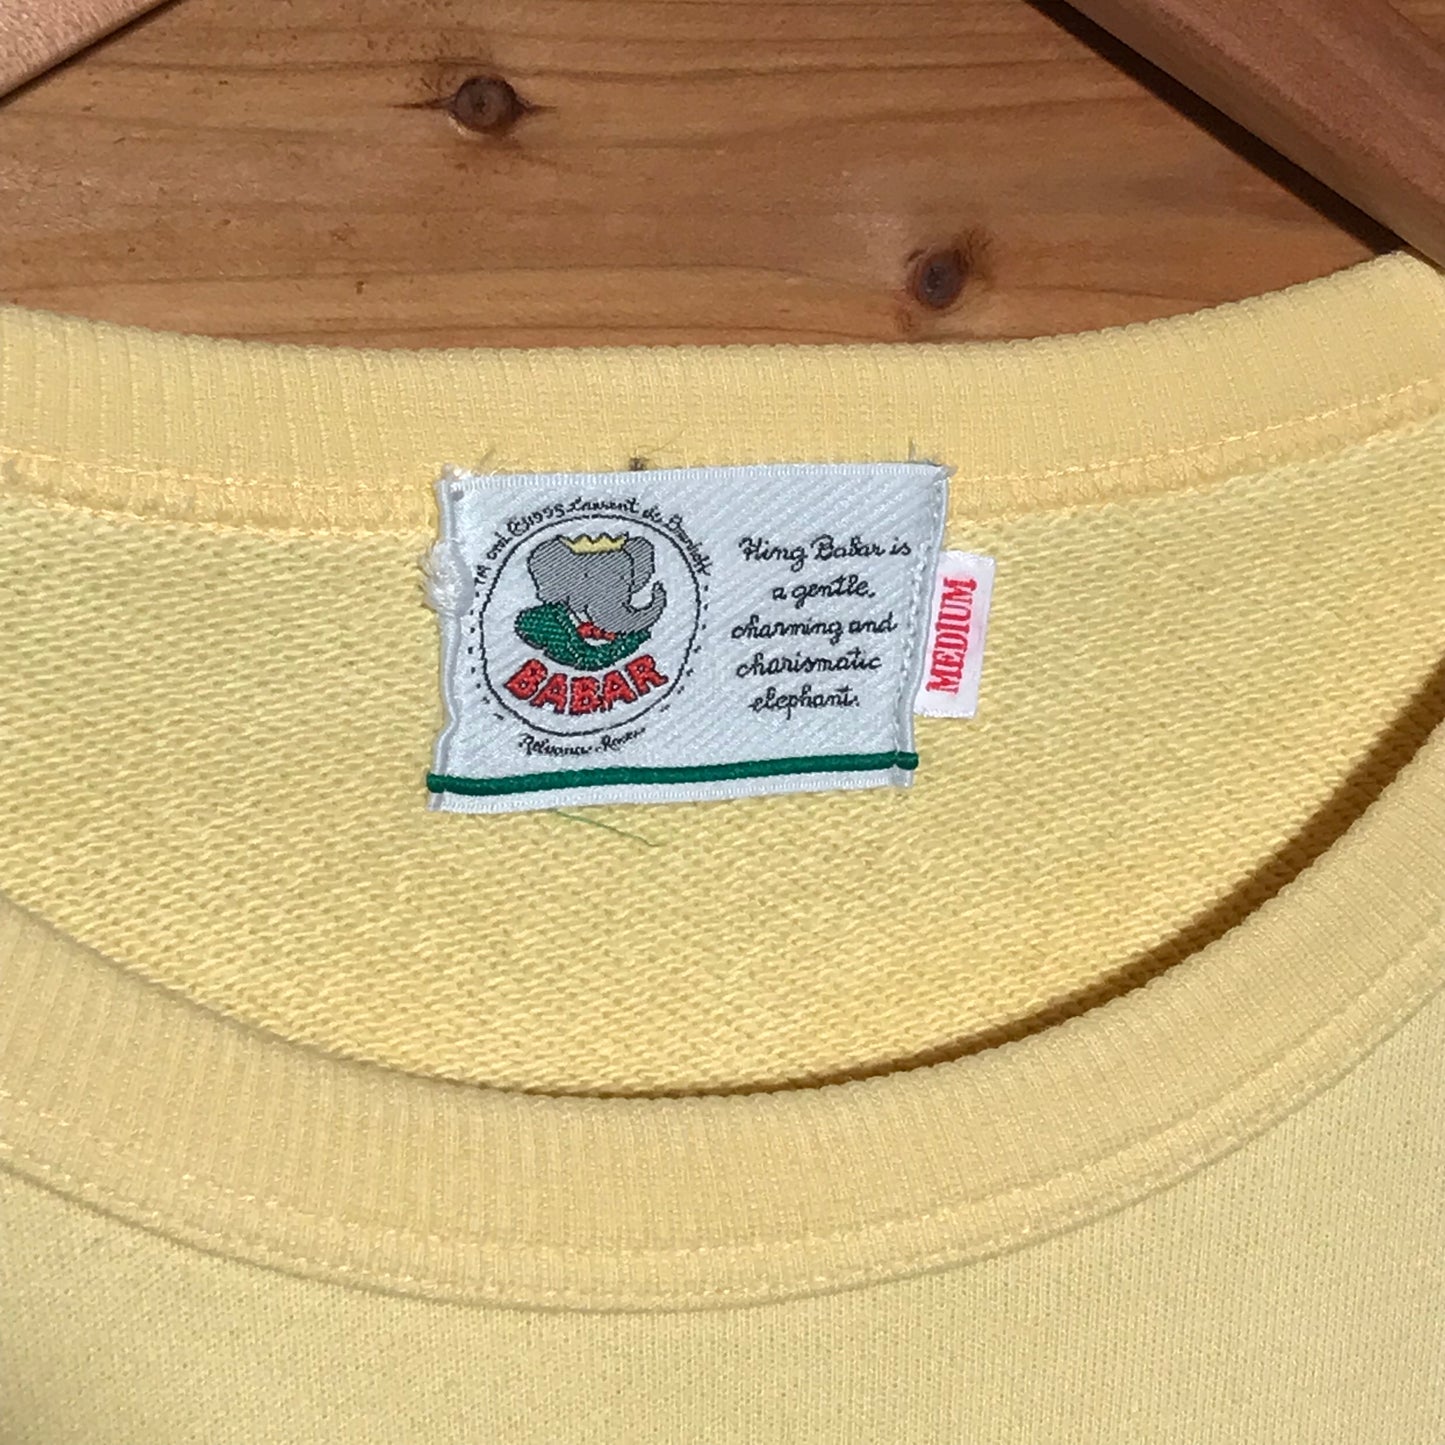 TM and ©1995 Laurent de Brunhoff
BABAR
King Babar is
a gentle,
charming and
charismatic
elephant.
MEDIUM